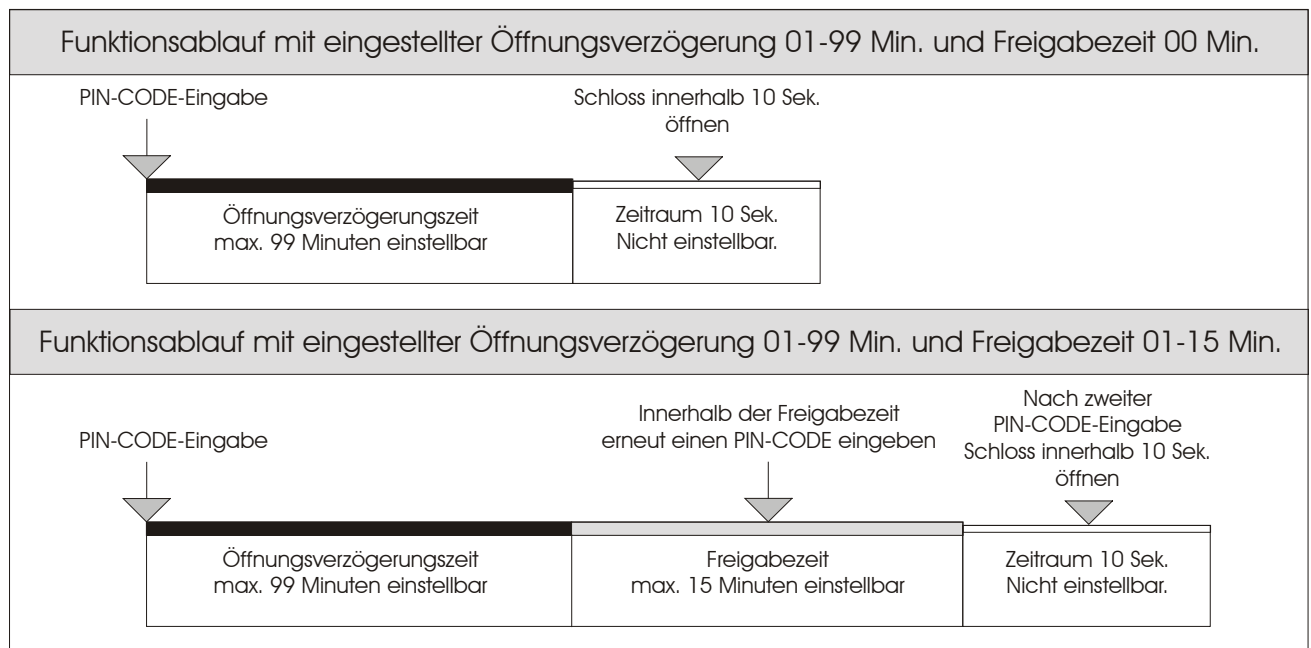 Funktionsablauf mit eingestellter Öffnungsverzögerung 01-99 Min. und Freigabezeit 00 Min.
PIN-CODE-Eingabe
Schloss innerhalb 10 Sek.
öffnen
Öffnungsverzögerungszeit
max. 99 Minuten einstellbar
Zeitraum 10 Sek.
Nicht einstellbar.
Funktionsablauf mit eingestellter Öffnungsverzögerung 01-99 Min. und Freigabezeit 01-15 Min.
PIN-CODE-Eingabe
Innerhalb der Freigabezeit
erneut einen PIN-CODE eingeben
Nach zweiter
PIN-CODE-Eingabe
Schloss innerhalb 10 Sek.
öffnen
Öffnungsverzögerungszeit
max. 99 Minuten einstellbar
Freigabezeit
max. 15 Minuten einstellbar
Zeitraum 10 Sek.
Nicht einstellbar.